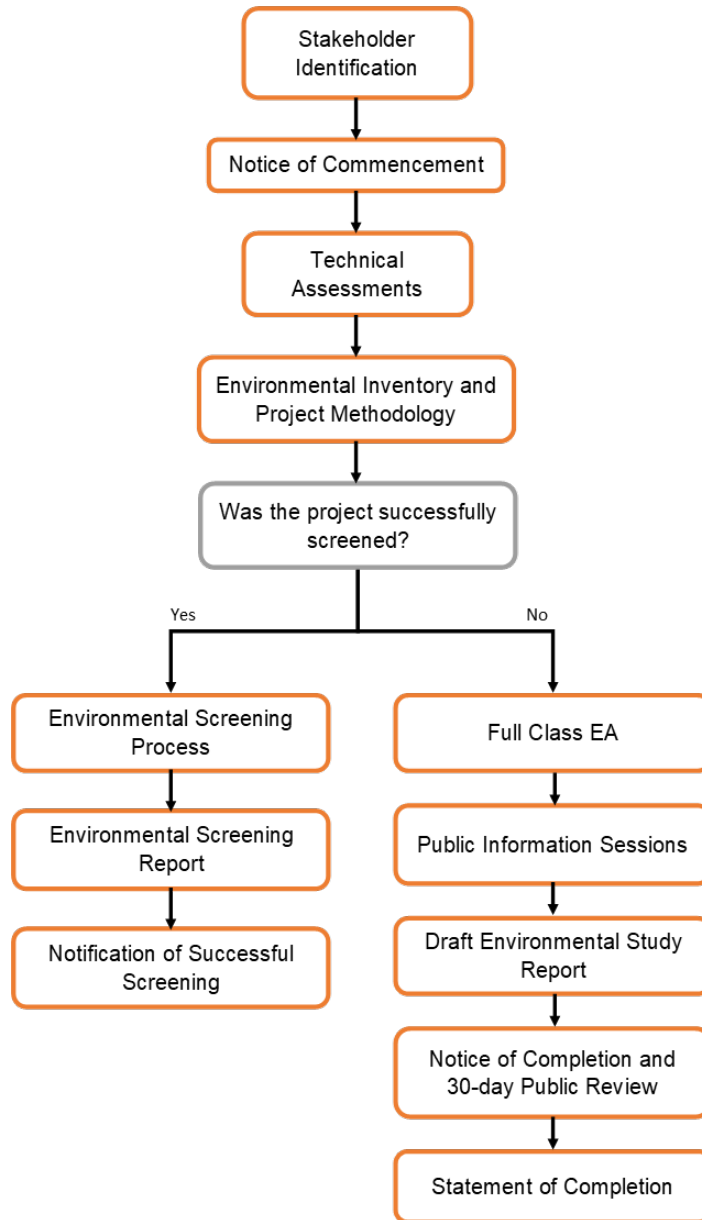 Stakeholder
Identification
Notice of Commencement
Technical
Assessments
Environmental Inventory and
Project Methodology
Was the project successfully
screened?
Yes
No
Environmental Screening
Process
Environmental Screening
Report
Notification of Successful
Screening
Full Class EA
Public Information Sessions
Draft Environmental Study
Report
Notice of Completion and
30-day Public Review
Statement of Completion